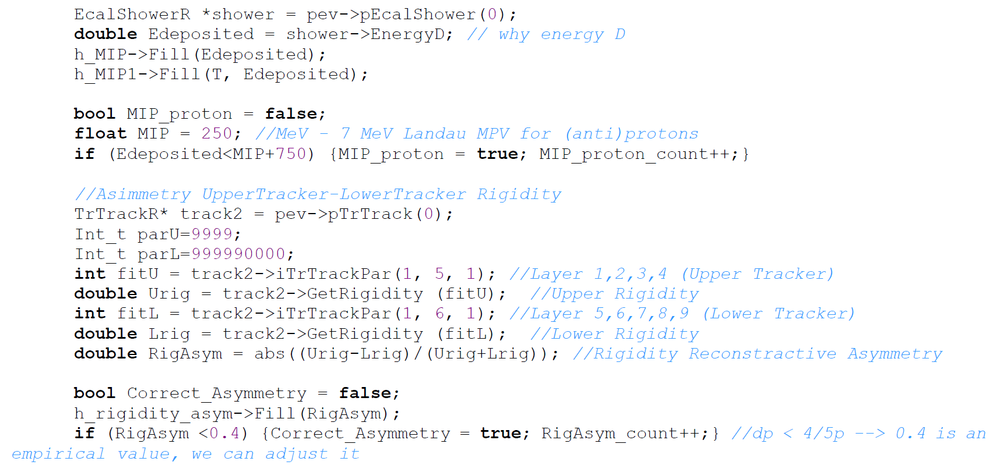 EcalShowerR *shower = pev->pEcalShower(0);
double Edeposited = shower->EnergyD; // why energy D
h_MIP->Fill(Edeposited);
h_MIP1->Fill(T, Edeposited);
bool MIP_proton = false;
float MIP = 250; //MeV - 7 MeV Landau MPV for (anti)protons
if (Edeposited<MIP+750) {MIP_proton = true; MIP_proton_count++;}
//Asimmetry UpperTracker-LowerTracker Rigidity
TrTrackR* track2 = pev->pTrTrack(0);
Int_t parU=9999;
Int_t parL=999990000;
int fitU = track2->iTrTrackPar(1, 5, 1); //Layer 1,2,3,4 (Upper Tracker)
double Urig = track2->GetRigidity (fitU);  //Upper Rigidity
int fitL = track2->iTrTrackPar(1, 6, 1); //Layer 5,6,7,8,9 (Lower Tracker)
double Lrig = track2->GetRigidity (fitL);  //Lower Rigidity
double RigAsym = abs((Urig-Lrig)/(Urig+Lrig)); //Rigidity Reconstractive Asymmetry
bool Correct_Asymmetry = false;
h_rigidity_asym->Fill(RigAsym);
if (RigAsym <0.4) {Correct_Asymmetry = true; RigAsym_count++;} //dp < 4/5p --> 0.4 is an
empirical value, we can adjust it